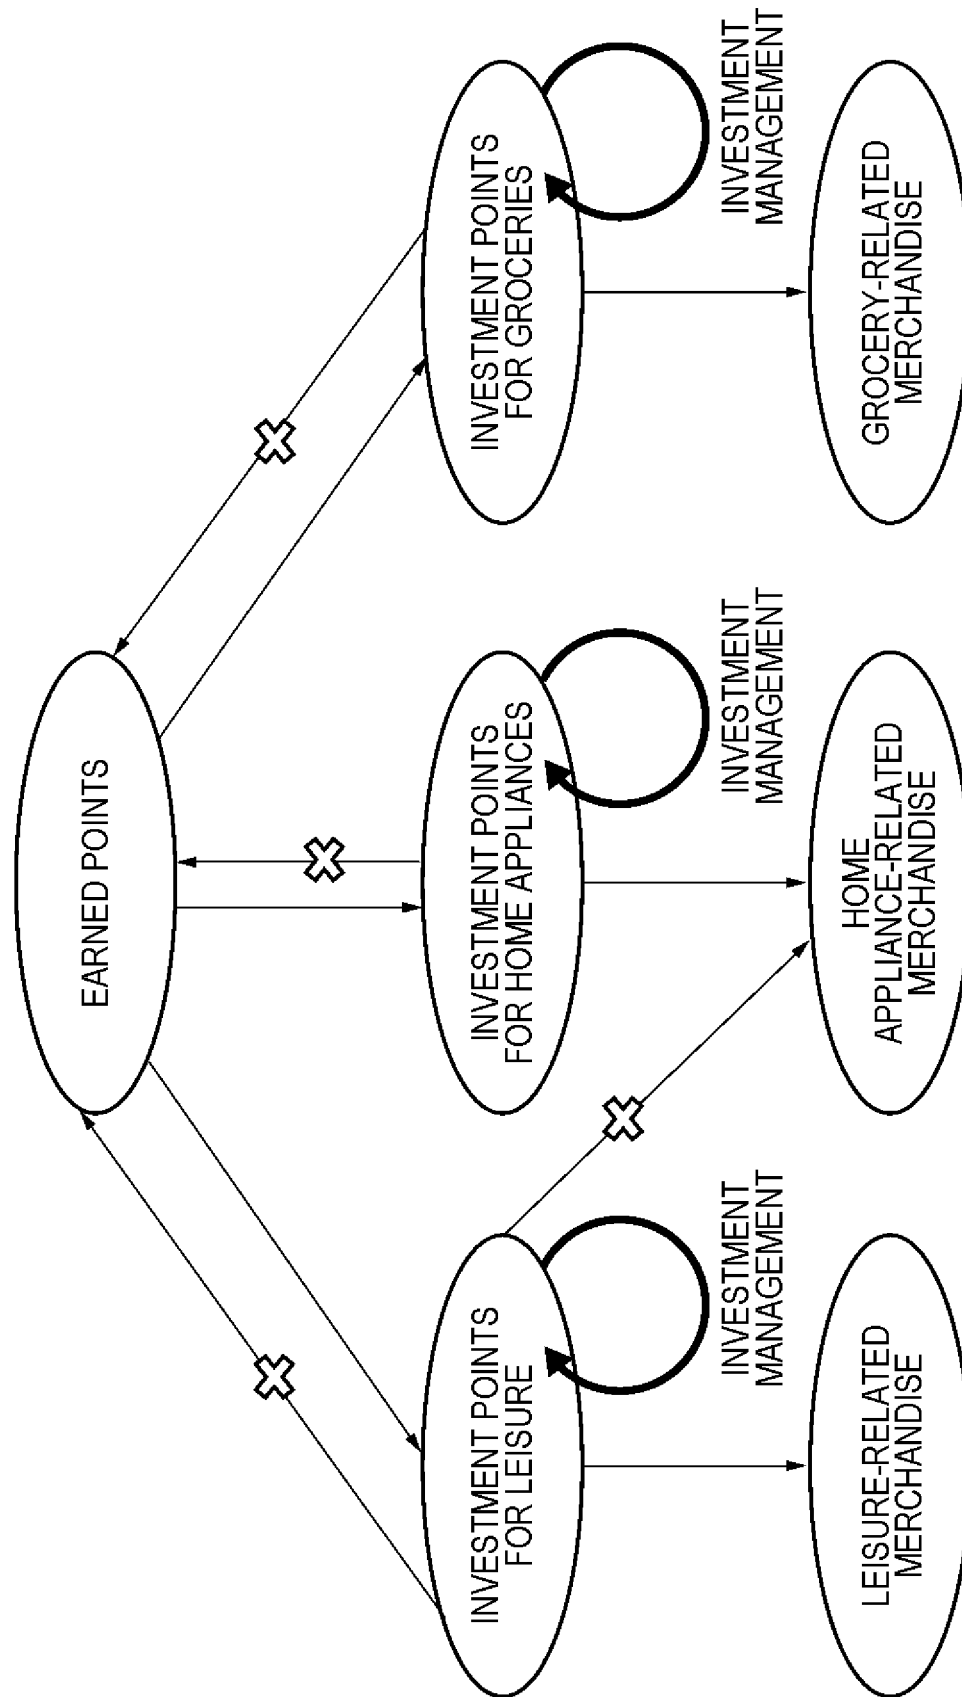 EARNED POINTS
INVESTMENT POINTS
FOR LEISURE
INVESTMENT
MANAGEMENT
INVESTMENT POINTS
FOR HOME APPLIANCES
INVESTMENT
MANAGEMENT
INVESTMENT POINTS
FOR GROCERIES
INVESTMENT
MANAGEMENT
LEISURE-RELATED
MERCHANDISE
HOME
APPLIANCE-RELATED
MERCHANDISE
GROCERY-RELATED
MERCHANDISE